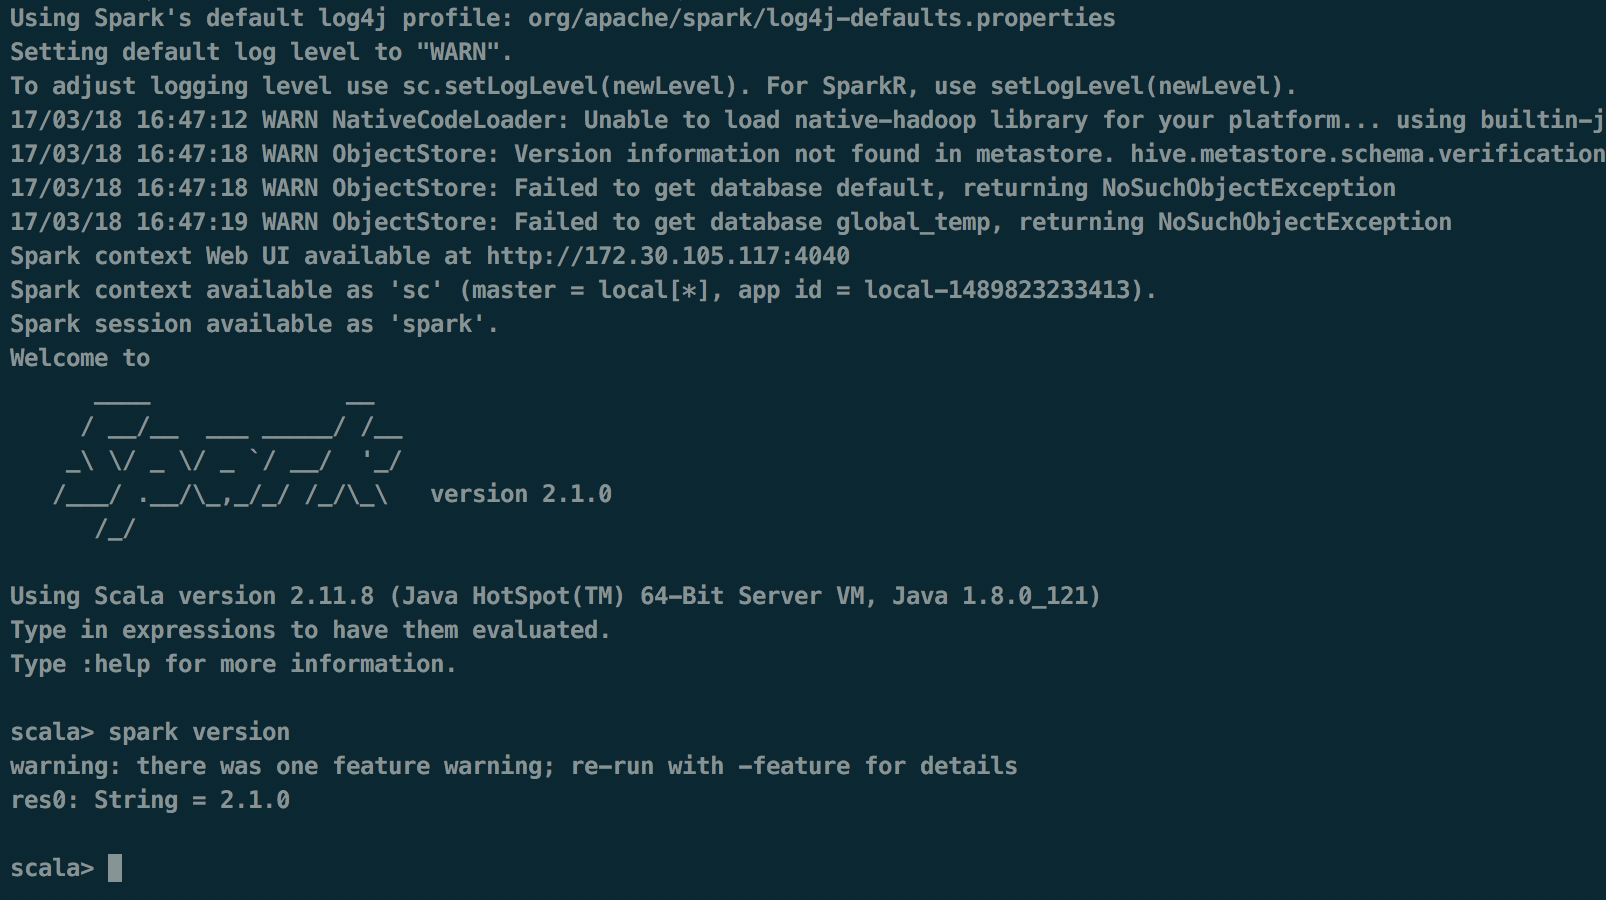 Using Spark's default log4j profile: org/apache/spark/log4j-defaults.properties
Setting default log level to "WARN".
To adjust logging level use sc.setLogLevel(newLevel). For SparkR, use setLogLevel(newLevel).
17/03/18 16:47:12 WARN NativeCodeLoader: Unable to load native-hadoop library for your platform... using builtin-j
17/03/18 16:47:18 WARN ObjectStore: Version information not found in metastore. hive.metastore.schema.verification
17/03/18 16:47:18 WARN ObjectStore: Failed to get database default, returning NoSuchObjectException
17/03/18 16:47:19 WARN ObjectStore: Failed to get database global_temp, returning NoSuchObjectException
Spark context Web UI available at http://172.30.105.117:4040
Spark context available as 'sc' (master = local[*], app id = local-1489823233413).
Spark session available as 'spark'.
Welcome to
      ____              __
     / __/__  ___ _____/ /__
    _\ \/ _ \/ _ `/ __/  '_/
   /___/ .__/\_,_/_/ /_/\_\   version 2.1.0
      /_/
Using Scala version 2.11.8 (Java HotSpot(TM) 64-Bit Server VM, Java 1.8.0_121)
Type in expressions to have them evaluated.
Type :help for more information.
scala> spark version
warning: there was one feature warning; re-run with -feature for details
res0: String = 2.1.0
scala>